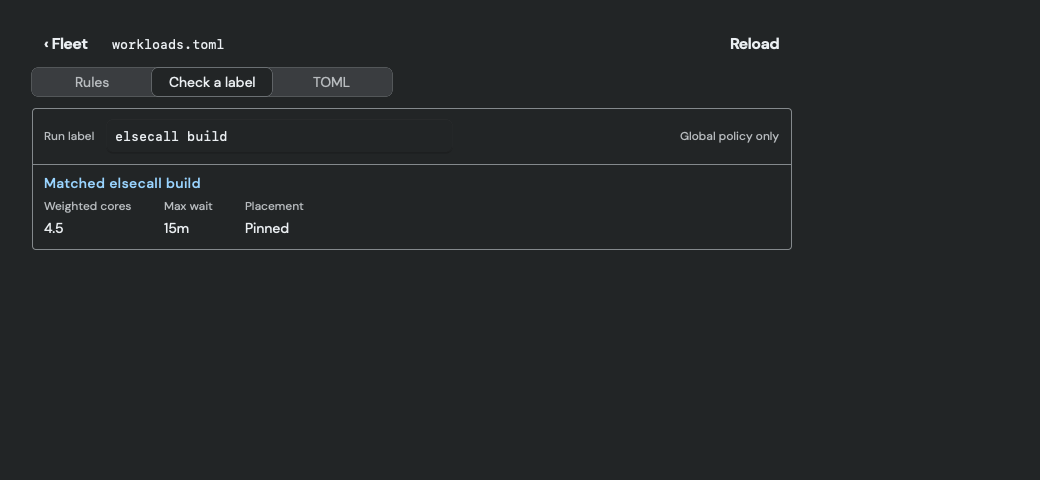 ‹ Fleet workloads.toml Reload
Rules Check a label TOML
Run label elsecall build Global policy only
Matched elsecall build
Weighted cores Max wait Placement
4.5 15m Pinned